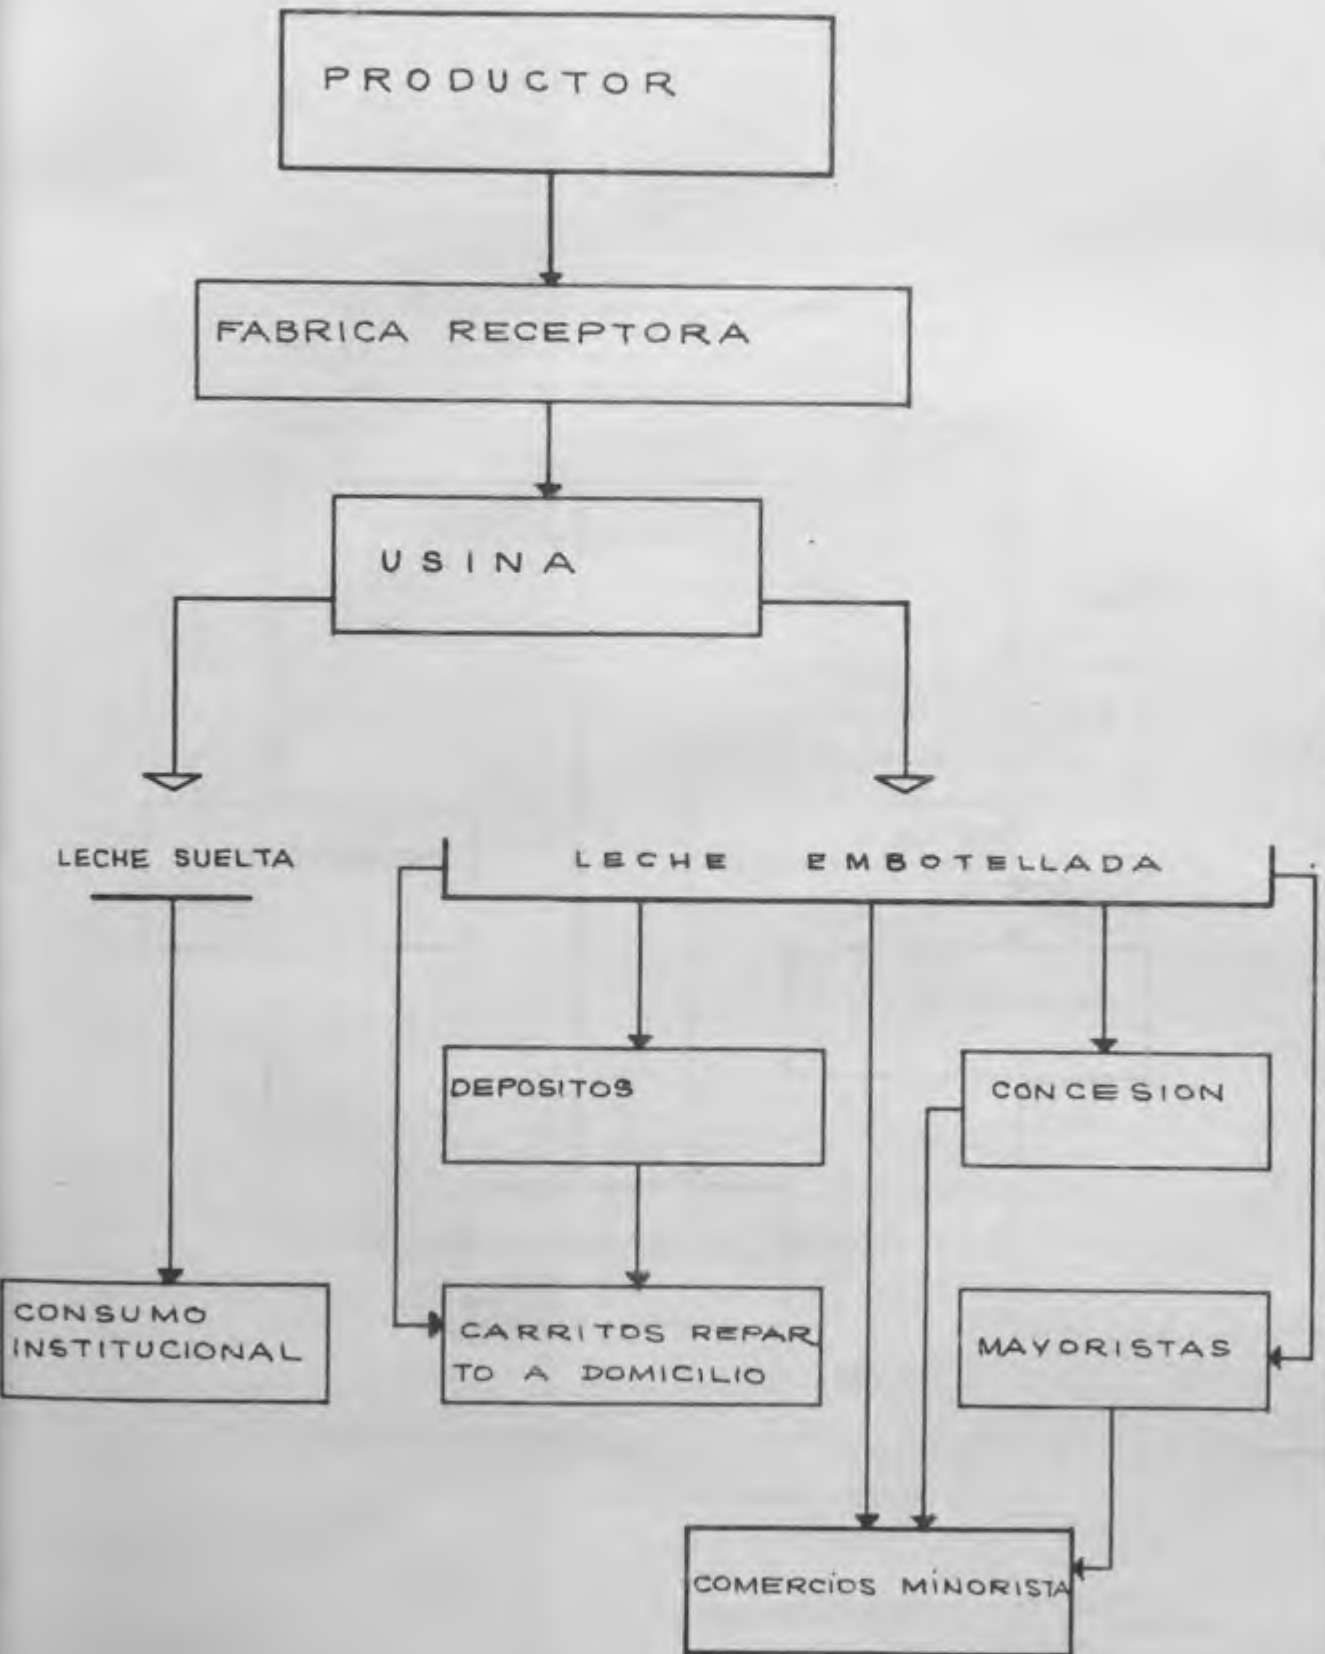 PRODUCTOR
FABRICA RECEPTORA
USINA
LECHE SUELTA
LECHE EMBOTELLADA
DEPOSITOS
CONCESION
CONSUMO
INSTITUCIONAL
CARRITOS REPAR
TO A DOMICILIO
MAYORISTAS
COMERCIOS MINORISTA